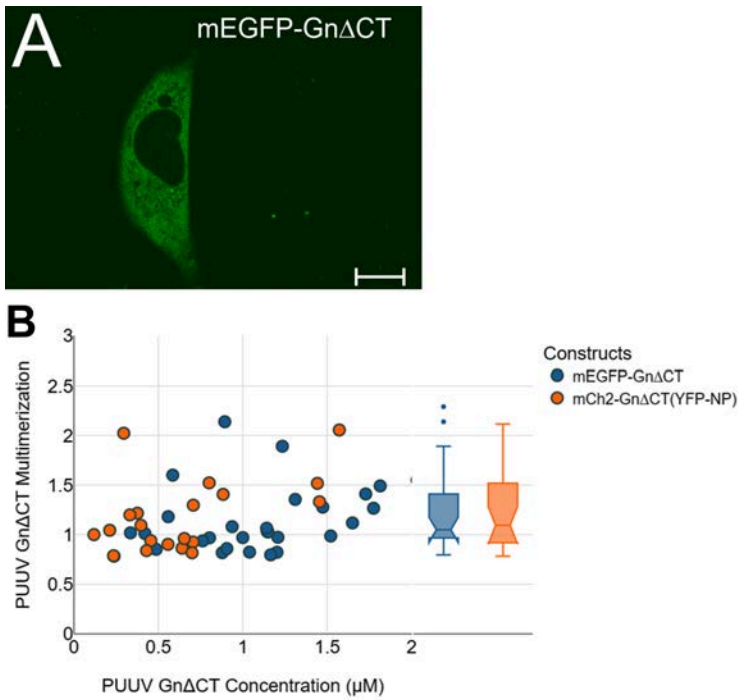 A
mEGFP-GnΔCT
B
3
2.5
2
1.5
1
0.5
0
PUUV GnΔCT Multimerization
0
0.5
1
1.5
2
PUUV GnΔCT Concentration (μM)
Constructs
mEGFP-GnΔCT
mCh2-GnΔCT(YFP-NP)